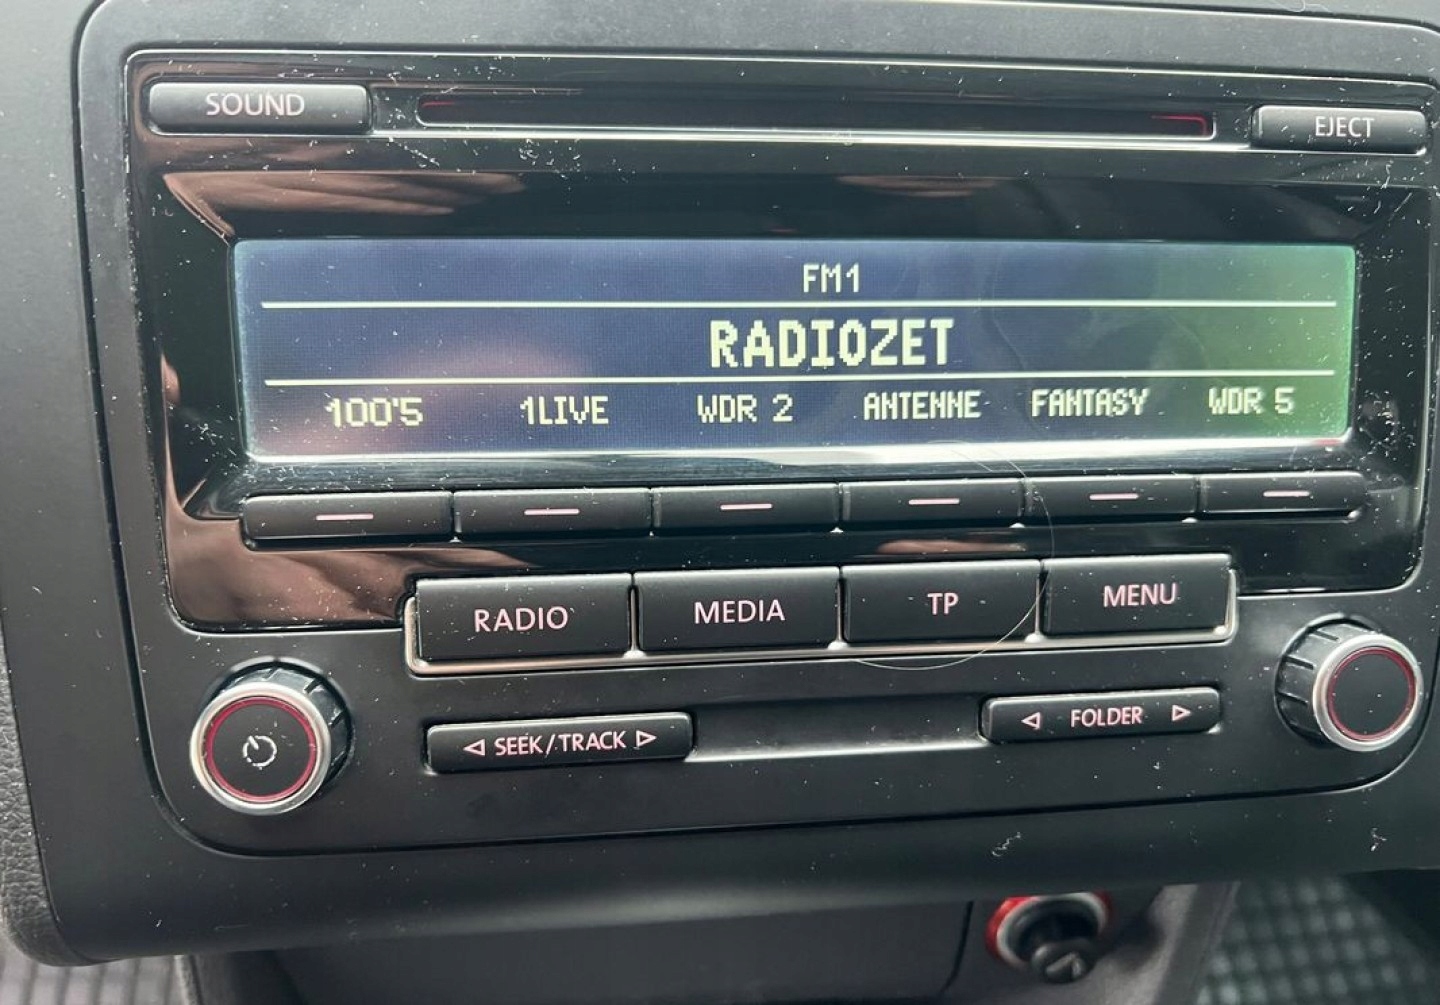 SOUND EJECT
FM1
RADIOZET
100'5 1LIVE WDR 2 ANTENNE FANTASY WDR 5
RADIO MEDIA TP MENU
SEEK/TRACK FOLDER